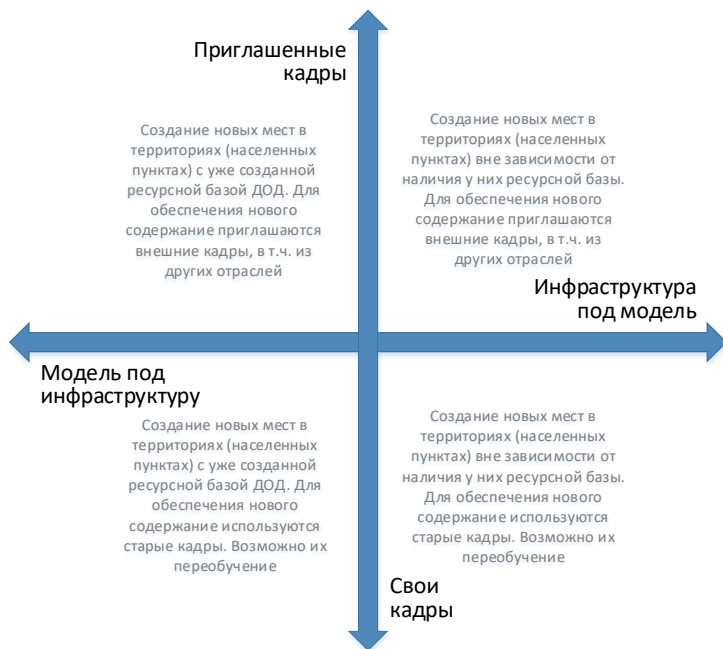 Приглашенные
кадры
Создание новых мест в
территориях (населенных
пунктах) с уже созданной
ресурсной базой ДОД. Для
обеспечения нового
содержание приглашаются
внешние кадры, в т.ч. из
других отраслей
Создание новых мест в
территориях (населенных
пунктах) вне зависимости от
наличия у них ресурсной базы.
Для обеспечения нового
содержание приглашаются
внешние кадры, в т.ч. из
других отраслей
Инфраструктура
под модель
Модель под
инфраструктуру
Создание новых мест в
территориях (населенных
пунктах) с уже созданной
ресурсной базой ДОД. Для
обеспечения нового
содержание используются
старые кадры. Возможно их
переобучение
Создание новых мест в
территориях (населенных
пунктах) вне зависимости от
наличия у них ресурсной базы.
Для обеспечения нового
содержание используются
старые кадры. Возможно их
переобучение
Свои
кадры